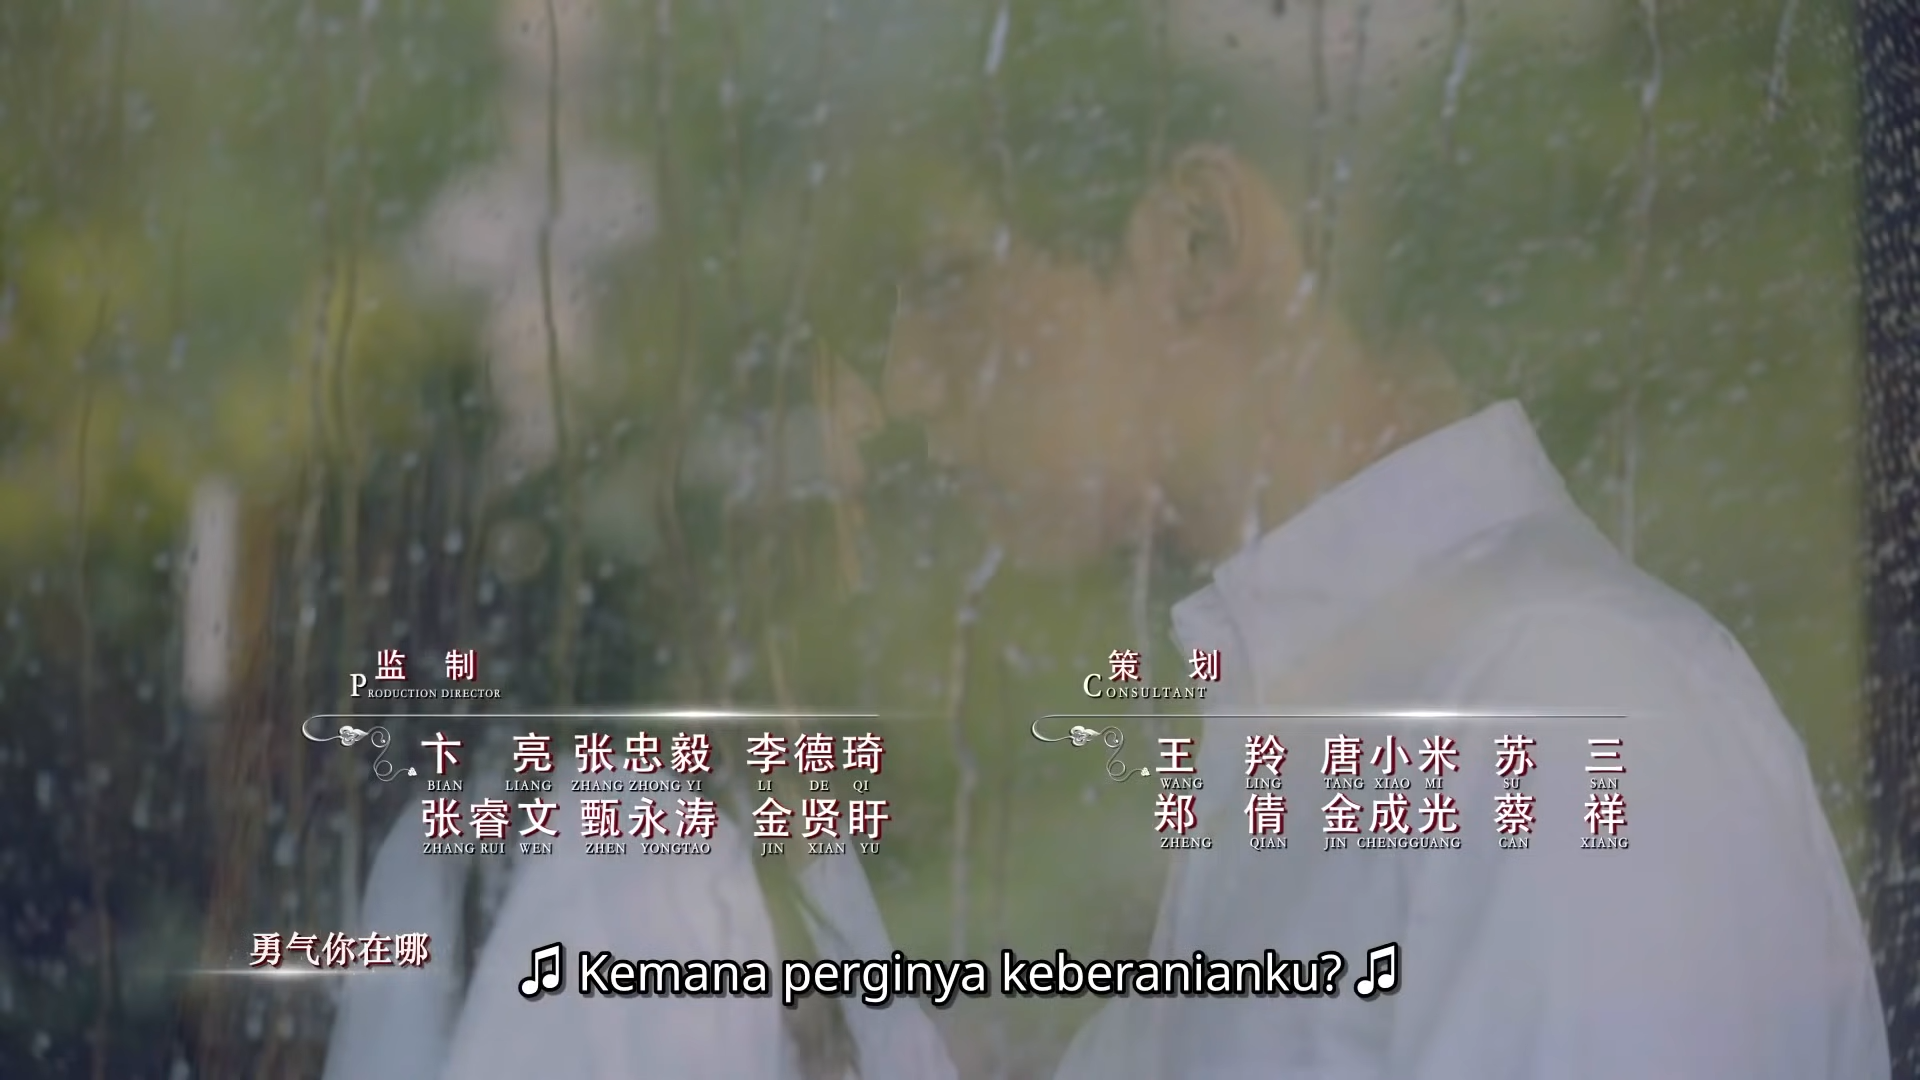 监 制
PRODUCTION DIRECTOR
卞 亮 张忠毅 李德琦
BIAN LIANG ZHANG ZHONG YI LI DE QI
张睿文 甄永涛 金贤盱
ZHANG RUI WEN ZHEN YONGTAO JIN XIAN YU
策 划
CONSULTANT
王 羚 唐小米 苏 三
WANG LING TANG XIAO MI SU SAN
郑 倩 金成光 蔡 祥
ZHENG QIAN JIN CHENGGUANG CAN XIANG
勇气你在哪
♫ Kemana perginya keberanianku? ♫